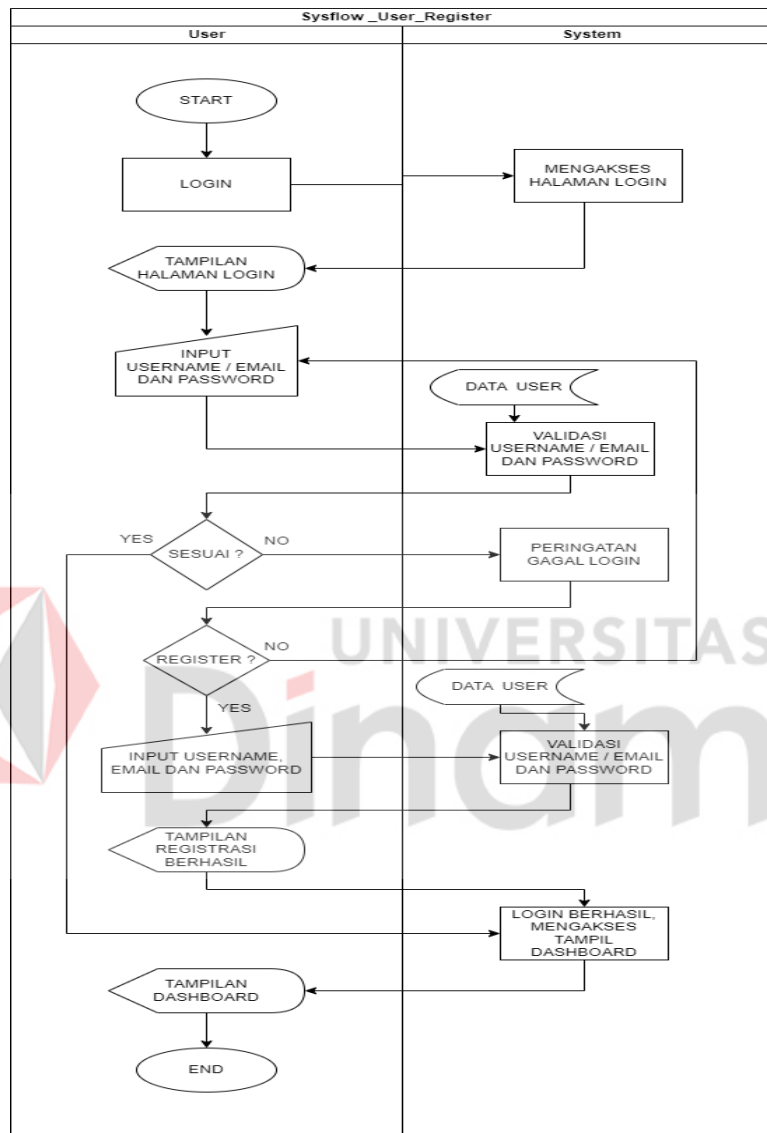 Sysflow _User_Register
User
System
START
LOGIN
MENGAKSES
HALAMAN LOGIN
TAMPILAN
HALAMAN LOGIN
INPUT
USERNAME / EMAIL
DAN PASSWORD
DATA USER
VALIDASI
USERNAME / EMAIL
DAN PASSWORD
YES
SESUAI ?
NO
PERINGATAN
GAGAL LOGIN
REGISTER ?
NO
UNIVERSITAS
Dinam
DATA USER
YES
INPUT USERNAME,
EMAIL DAN PASSWORD
VALIDASI
USERNAME / EMAIL
DAN PASSWORD
TAMPILAN
REGISTRASI
BERHASIL
LOGIN BERHASIL,
MENGAKSES
TAMPIL
DASHBOARD
TAMPILAN
DASHBOARD
END